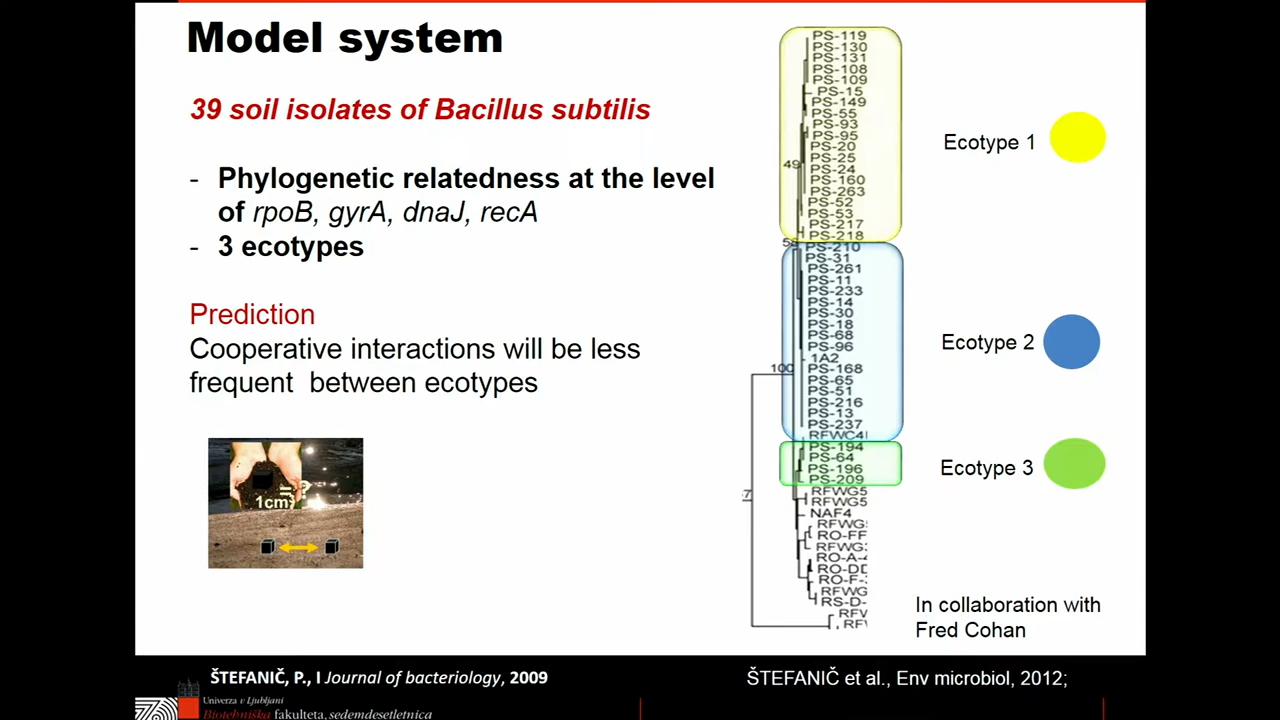 Model system
39 soil isolates of Bacillus subtilis
- Phylogenetic relatedness at the level
of rpoB, gyrA, dnaJ, recA
- 3 ecotypes
Prediction
Cooperative interactions will be less
frequent between ecotypes
1cm
PS-119
PS-130
PS-131
PS-108
PS-109
PS-15
PS-149
PS-55
PS-93
PS-95
PS-20
PS-25
49
PS-24
PS-160
PS-263
PS-52
PS-53
PS-217
PS-218
PS-210
PS-31
PS-261
PS-11
PS-233
PS-14
PS-30
PS-18
PS-68
PS-96
1A2
100
PS-168
PS-65
PS-51
PS-216
PS-13
PS-237
PS-194
PS-64
PS-196
PS-209
RFWG5
RFWG5
NAF4
Ecotype 1
Ecotype 2
Ecotype 3
In collaboration with
Fred Cohan
ŠTEFANIČ, P., I Journal of bacteriology, 2009
ŠTEFANIČ et al., Env microbiol, 2012;
Univerza v Ljubljani
Biotehniška fakulteta, sedemdesetletnica